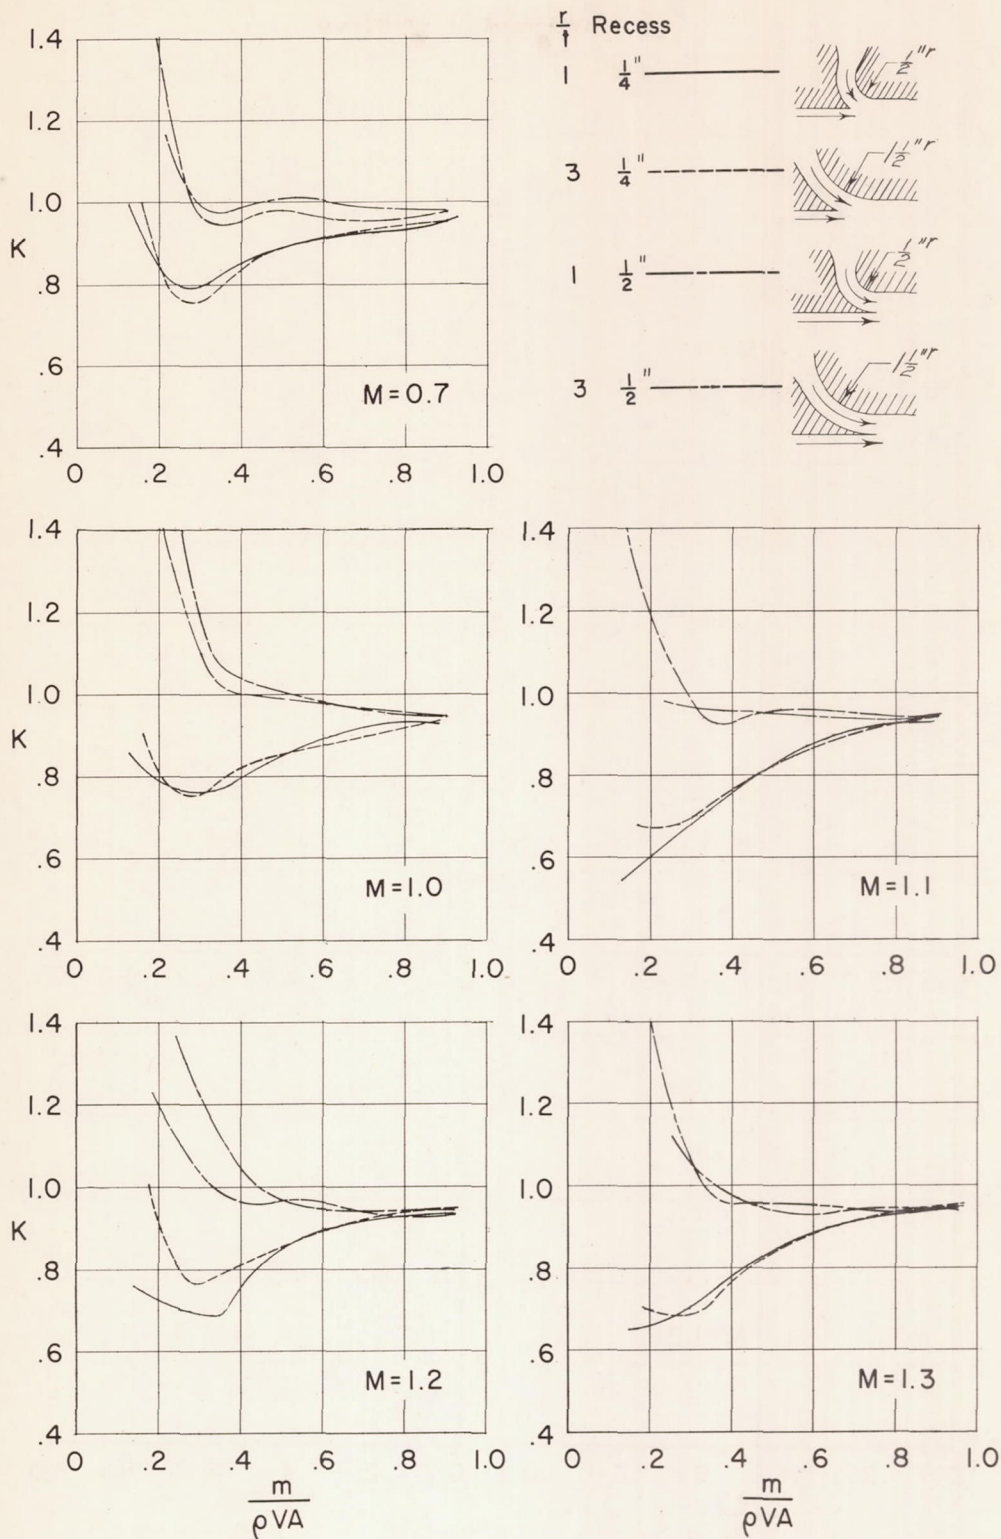 r/t Recess
1 1/4"
1/2"r
3 1/4"
1 1/2"r
1 1/2"
1/2"r
3 1/2"
1 1/2"r
1.4
1.2
1.0
K
.8
.6
.4
M=0.7
0 .2 .4 .6 .8 1.0
1.4
1.2
1.0
K
.8
.6
.4
M=1.0
0 .2 .4 .6 .8 1.0
1.4
1.2
1.0
.8
.6
.4
M=1.1
0 .2 .4 .6 .8 1.0
1.4
1.2
1.0
K
.8
.6
.4
M=1.2
0 .2 .4 .6 .8 1.0
m/ρVA
1.4
1.2
1.0
.8
.6
.4
M=1.3
0 .2 .4 .6 .8 1.0
m/ρVA